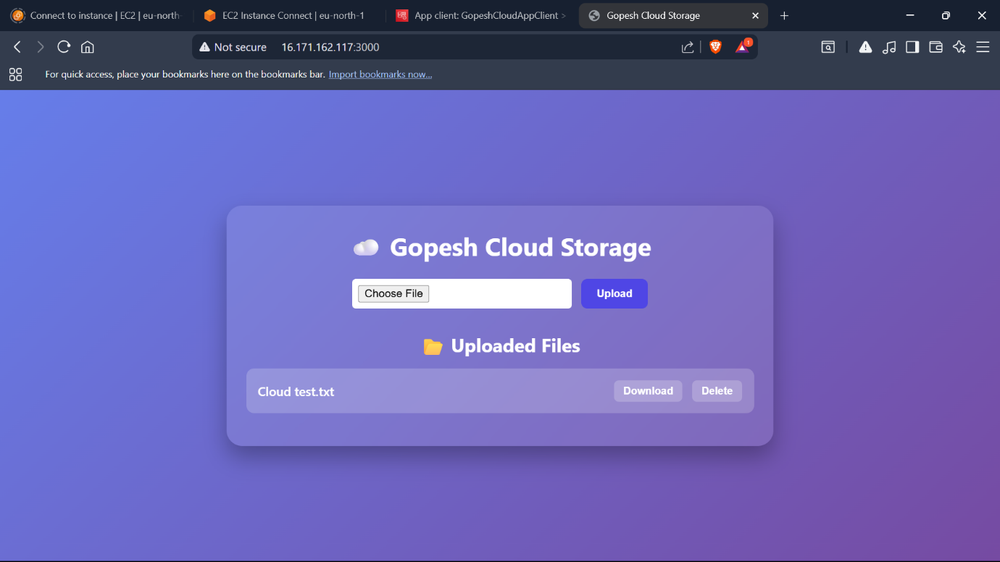 Connect to instance | EC2 | eu-north-
EC2 Instance Connect | eu-north-1
App client: GopeshCloudAppClient >
Gopesh Cloud Storage
Not secure
16.171.162.117:3000
1
For quick access, place your bookmarks here on the bookmarks bar. Import bookmarks now...
Gopesh Cloud Storage
Choose File
Upload
Uploaded Files
Cloud test.txt
Download
Delete